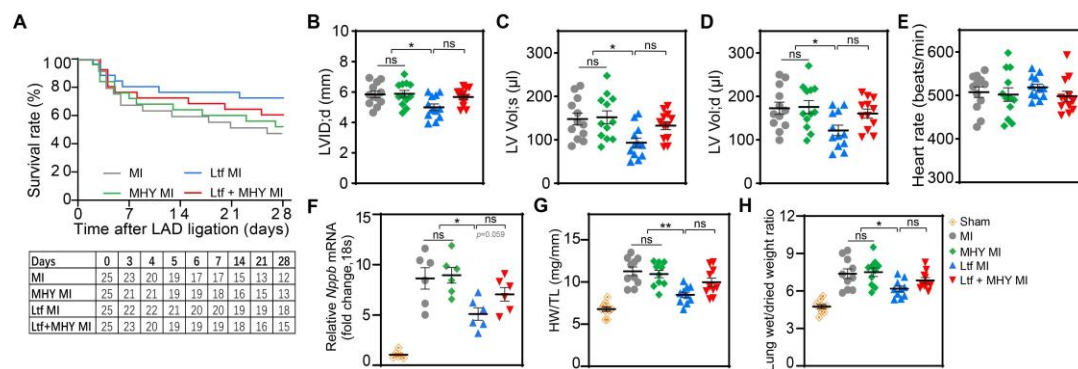 A
Survival rate (%)
100
80
60
40
20
0
0 7 14 21 28
MI Ltf MI
MHY MI Ltf + MHY MI
Time after LAD ligation (days)
Days 0 3 4 5 6 7 14 21 28
MI 25 23 20 19 17 17 15 13 12
MHY MI 25 21 21 19 19 18 16 15 13
Ltf MI 25 22 22 21 20 20 19 19 18
Ltf+MHY MI 25 23 20 19 19 19 18 16 15
B
LVID;d (mm)
10
8
6
4
2
0
* ns
ns
C
LV Vol;s (µl)
300
200
100
0
* ns
ns
D
LV Vol;d (µl)
300
200
100
0
* ns
ns
E
Heart rate (beats/min)
700
600
500
400
300
F
Relative Nppb mRNA
(fold change,18s)
20
15
10
5
0
* ns
p=0.059
ns
G
HW/TL (mg/mm)
20
15
10
5
0
** ns
ns
H
Lung wet/dried weight ratio
12
9
6
3
0
* ns
ns
Sham
MI
MHY MI
Ltf MI
Ltf + MHY MI